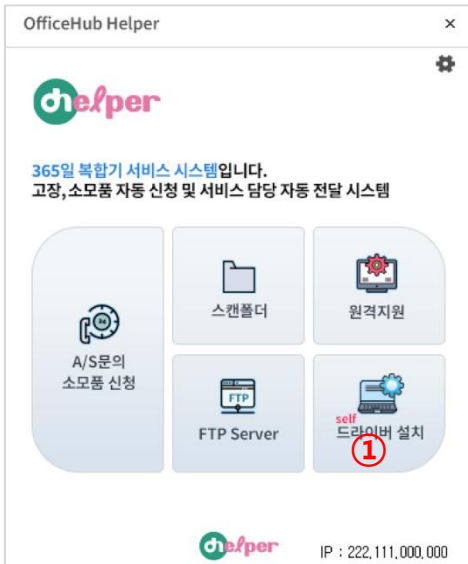 OfficeHub Helper
×
ohelper
365일 복합기 서비스 시스템입니다.
고장,소모품 자동 신청 및 서비스 담당 자동 전달 시스템
스캔폴더
원격지원
24
A/S문의
소모품 신청
FTP
FTP Server
self
드라이버 설치
①
ohelper
IP : 222,111,000,000